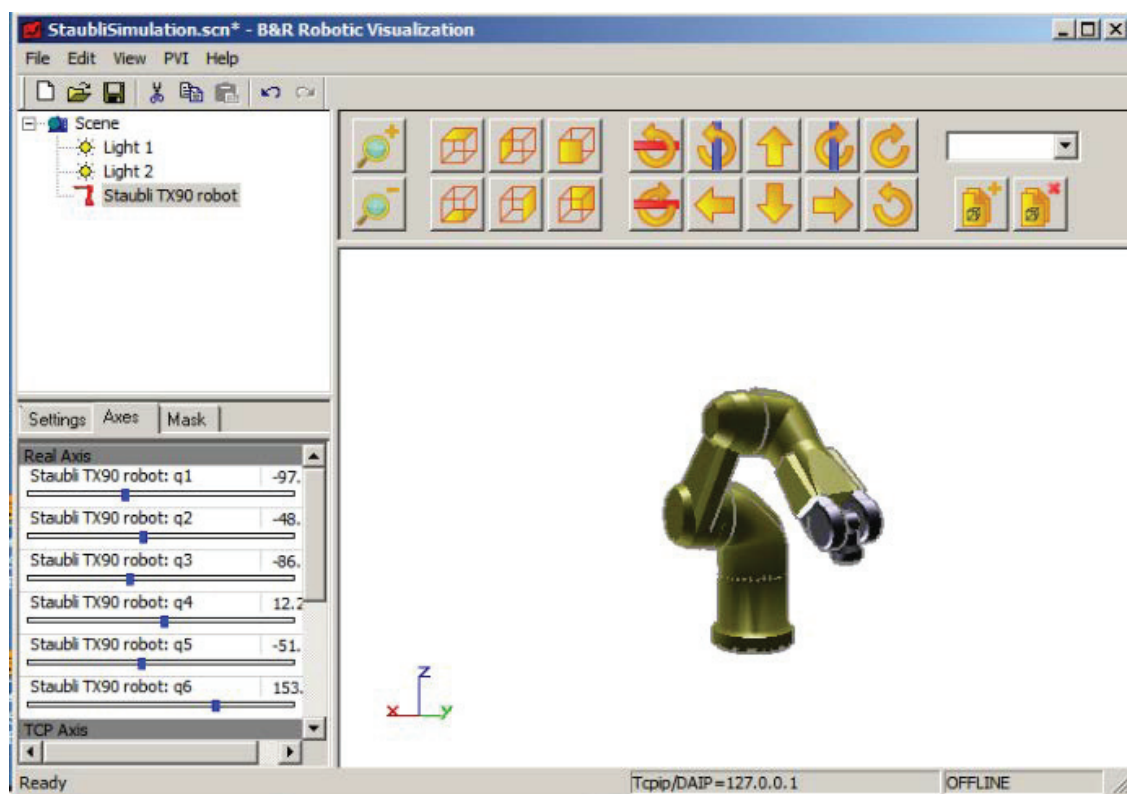 StaubliSimulation.scn* - B&R Robotic Visualization
File Edit View PVI Help
Scene
Light 1
Light 2
Staubli TX90 robot
Settings Axes Mask
Real Axis
Staubli TX90 robot: q1 -97.
Staubli TX90 robot: q2 -48.
Staubli TX90 robot: q3 -86.
Staubli TX90 robot: q4 12.2
Staubli TX90 robot: q5 -51.
Staubli TX90 robot: q6 153.
TCP Axis
z
x y
Ready Tcpip/DAIP=127.0.0.1 OFFLINE